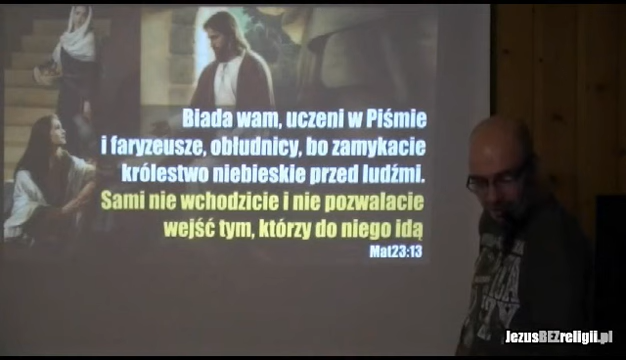 Biada wam, uczeni w Piśmie
i faryzeusze, obłudnicy, bo zamykacie
królestwo niebieskie przed ludźmi.
Sami nie wchodzicie i nie pozwalacie
wejść tym, którzy do niego idą
Mat23:13
JezusBEZreligii.pl